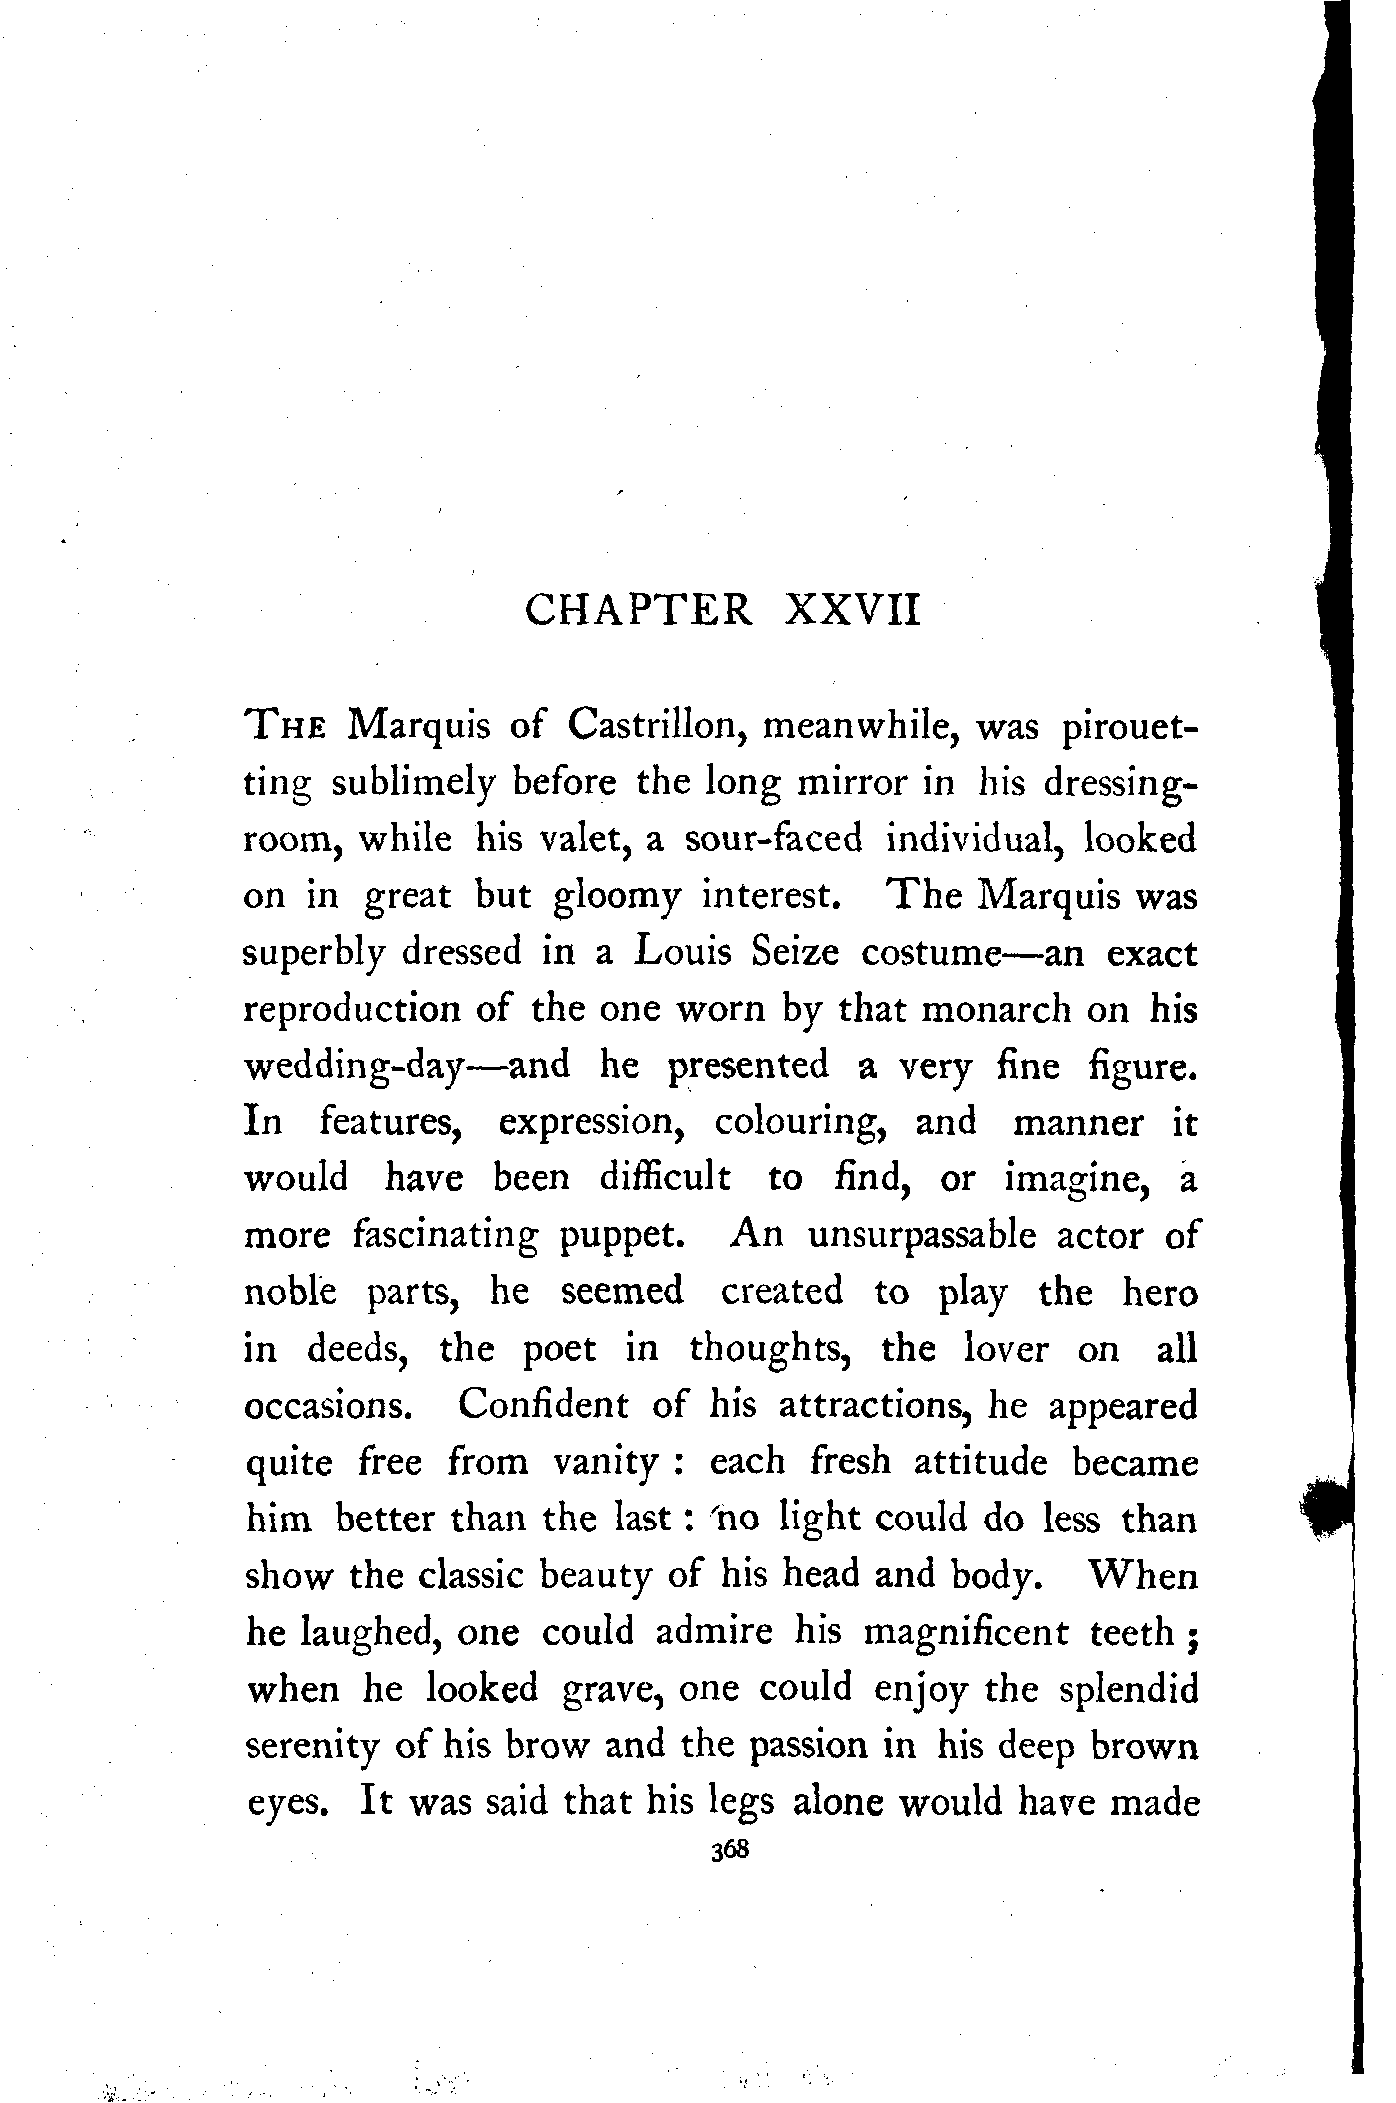 CHAPTER XXVII
THE Marquis of Castrillon, meanwhile, was pirouet-
ting sublimely before the long mirror in his dressing-
room, while his valet, a sour-faced individual, looked
on in great but gloomy interest. The Marquis was
superbly dressed in a Louis Seize costume—an exact
reproduction of the one worn by that monarch on his
wedding-day—and he presented a very fine figure.
In features, expression, colouring, and manner it
would have been difficult to find, or imagine, a
more fascinating puppet. An unsurpassable actor of
noble parts, he seemed created to play the hero
in deeds, the poet in thoughts, the lover on all
occasions. Confident of his attractions, he appeared
quite free from vanity : each fresh attitude became
him better than the last : no light could do less than
show the classic beauty of his head and body. When
he laughed, one could admire his magnificent teeth ;
when he looked grave, one could enjoy the splendid
serenity of his brow and the passion in his deep brown
eyes. It was said that his legs alone would have made
368